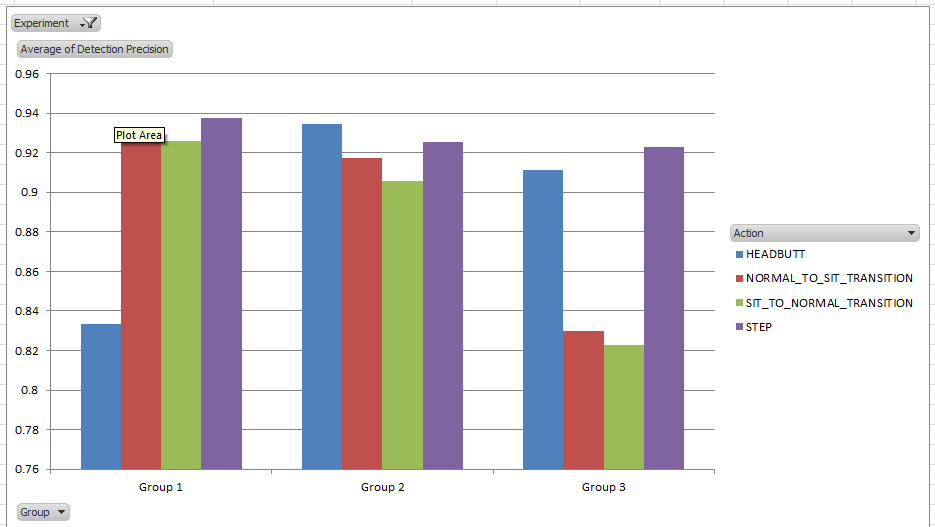 Experiment
Average of Detection Precision
0.96
0.94
0.92
0.9
0.88
0.86
0.84
0.82
0.8
0.78
0.76
Plot Area
Group 1
Group 2
Group 3
Action
HEADBUTT
NORMAL_TO_SIT_TRANSITION
SIT_TO_NORMAL_TRANSITION
STEP
Group